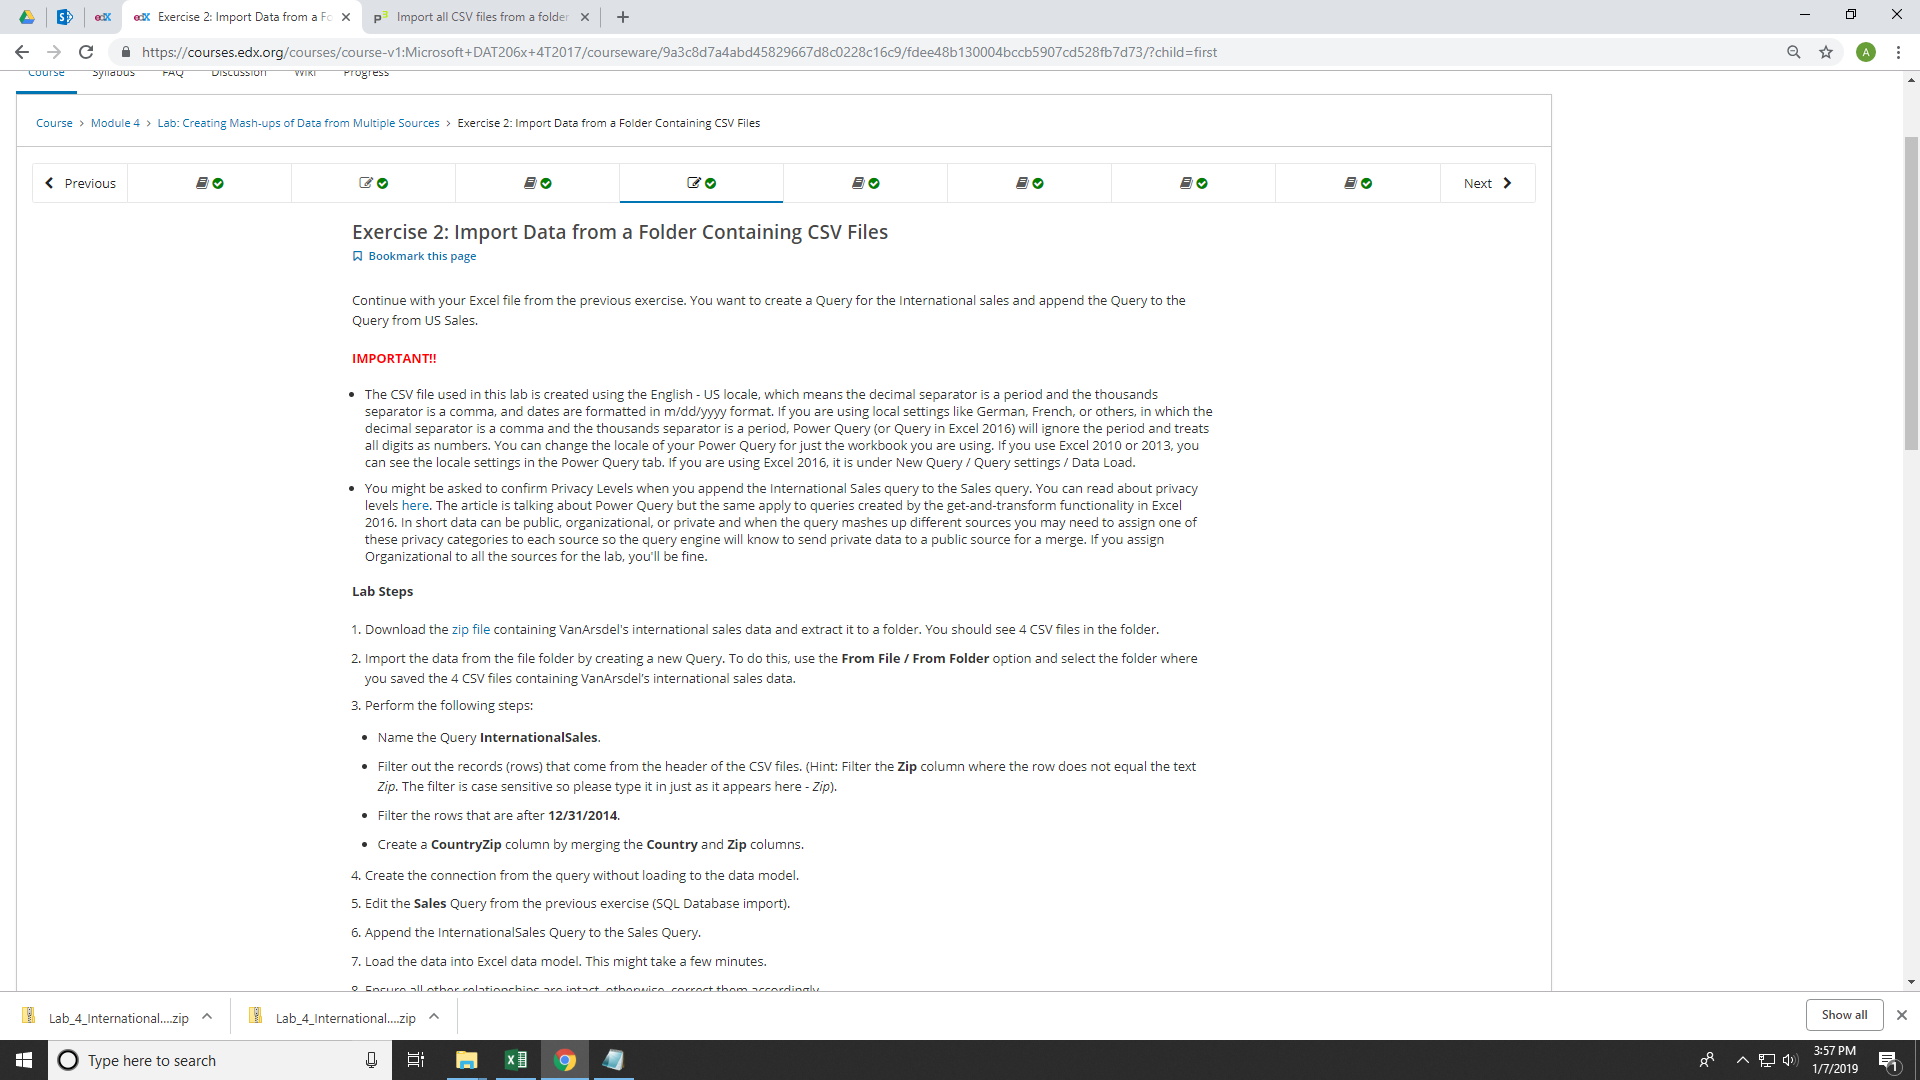 Exercise 2: Import Data from a Fo
Import all CSV files from a folder
https://courses.edx.org/courses/course-v1:Microsoft+DAT206x+4T2017/courseware/9a3c8d7a4abd45829667d8c0228c16c9/fdee48b130004bccb5907cd528fb7d73/?child=first
A
Course Syllabus FAQ Discussion Wiki Progress
Course > Module 4 > Lab: Creating Mash-ups of Data from Multiple Sources > Exercise 2: Import Data from a Folder Containing CSV Files
Previous
Next
Exercise 2: Import Data from a Folder Containing CSV Files
Bookmark this page
Continue with your Excel file from the previous exercise. You want to create a Query for the International sales and append the Query to the
Query from US Sales.
IMPORTANT!!
• The CSV file used in this lab is created using the English - US locale, which means the decimal separator is a period and the thousands
separator is a comma, and dates are formatted in m/dd/yyyy format. If you are using local settings like German, French, or others, in which the
decimal separator is a comma and the thousands separator is a period, Power Query (or Query in Excel 2016) will ignore the period and treats
all digits as numbers. You can change the locale of your Power Query for just the workbook you are using. If you use Excel 2010 or 2013, you
can see the locale settings in the Power Query tab. If you are using Excel 2016, it is under New Query / Query settings / Data Load.
• You might be asked to confirm Privacy Levels when you append the International Sales query to the Sales query. You can read about privacy
levels here. The article is talking about Power Query but the same apply to queries created by the get-and-transform functionality in Excel
2016. In short data can be public, organizational, or private and when the query mashes up different sources you may need to assign one of
these privacy categories to each source so the query engine will know to send private data to a public source for a merge. If you assign
Organizational to all the sources for the lab, you'll be fine.
Lab Steps
1. Download the zip file containing VanArsdel's international sales data and extract it to a folder. You should see 4 CSV files in the folder.
2. Import the data from the file folder by creating a new Query. To do this, use the From File / From Folder option and select the folder where
you saved the 4 CSV files containing VanArsdel's international sales data.
3. Perform the following steps:
• Name the Query InternationalSales.
• Filter out the records (rows) that come from the header of the CSV files. (Hint: Filter the Zip column where the row does not equal the text
Zip. The filter is case sensitive so please type it in just as it appears here - Zip).
• Filter the rows that are after 12/31/2014.
• Create a CountryZip column by merging the Country and Zip columns.
4. Create the connection from the query without loading to the data model.
5. Edit the Sales Query from the previous exercise (SQL Database import).
6. Append the InternationalSales Query to the Sales Query.
7. Load the data into Excel data model. This might take a few minutes.
8. Ensure all other relationships are intact, otherwise, correct them accordingly.
Lab_4_International....zip
Lab_4_International....zip
Show all
Type here to search
3:57 PM
1/7/2019
1